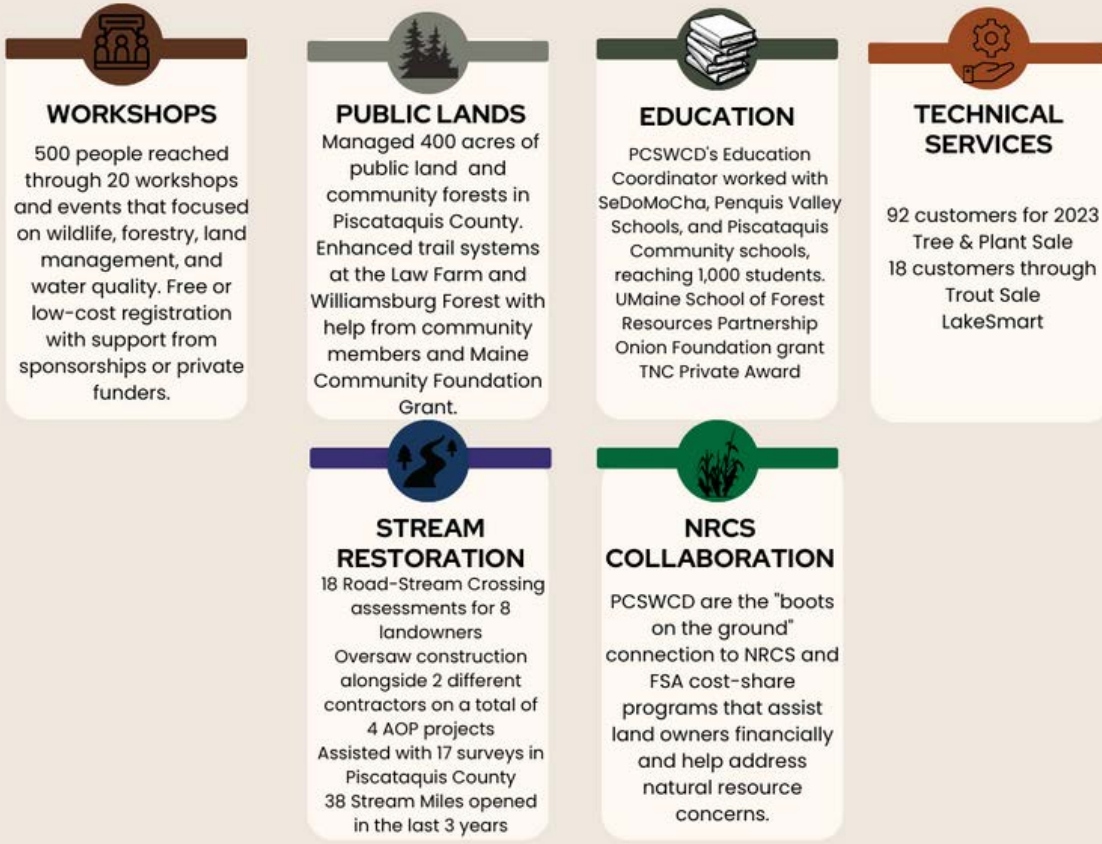 WORKSHOPS
500 people reached
through 20 workshops
and events that focused
on wildlife, forestry, land
management, and
water quality. Free or
low-cost registration
with support from
sponsorships or private
funders.
PUBLIC LANDS
Managed 400 acres of
public land and
community forests in
Piscataquis County.
Enhanced trail systems
at the Law Farm and
Williamsburg Forest with
help from community
members and Maine
Community Foundation
Grant.
EDUCATION
PCSWCD's Education
Coordinator worked with
SeDoMoCha, Penquis Valley
Schools, and Piscataquis
Community schools,
reaching 1,000 students.
UMaine School of Forest
Resources Partnership
Onion Foundation grant
TNC Private Award
TECHNICAL
SERVICES
92 customers for 2023
Tree & Plant Sale
18 customers through
Trout Sale
LakeSmart
STREAM
RESTORATION
18 Road-Stream Crossing
assessments for 8
landowners
Oversaw construction
alongside 2 different
contractors on a total of
4 AOP projects
Assisted with 17 surveys in
Piscataquis County
38 Stream Miles opened
in the last 3 years
NRCS
COLLABORATION
PCSWCD are the "boots
on the ground"
connection to NRCS and
FSA cost-share
programs that assist
land owners financially
and help address
natural resource
concerns.